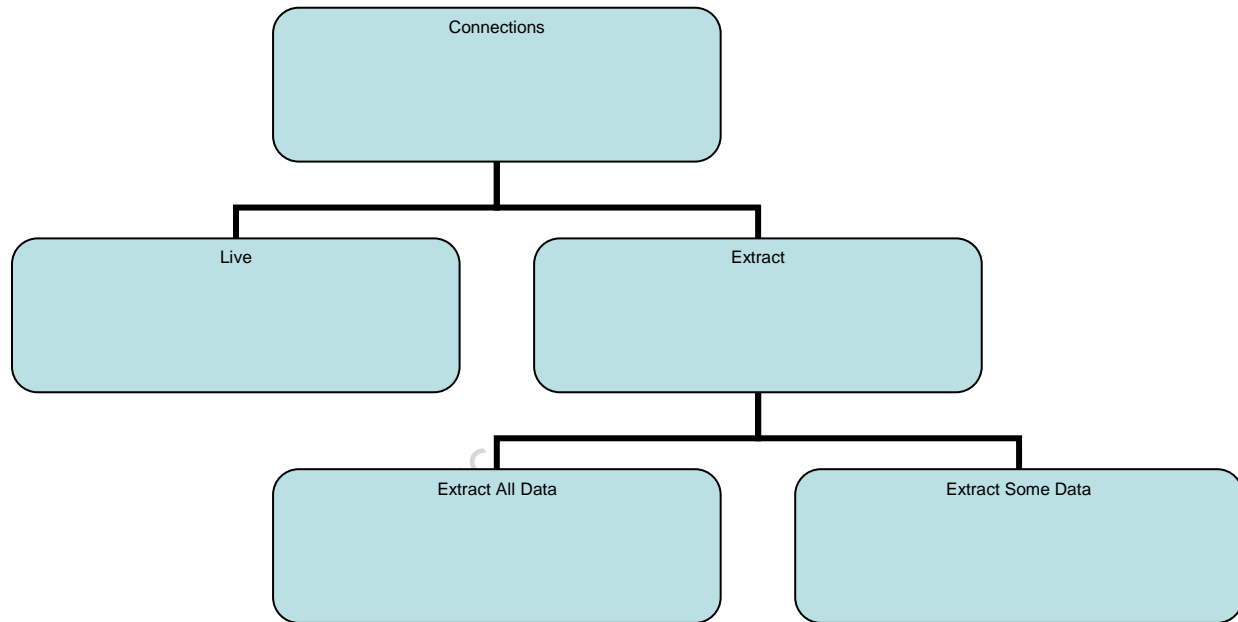 Connections
Live
Extract
Extract All Data
Extract Some Data